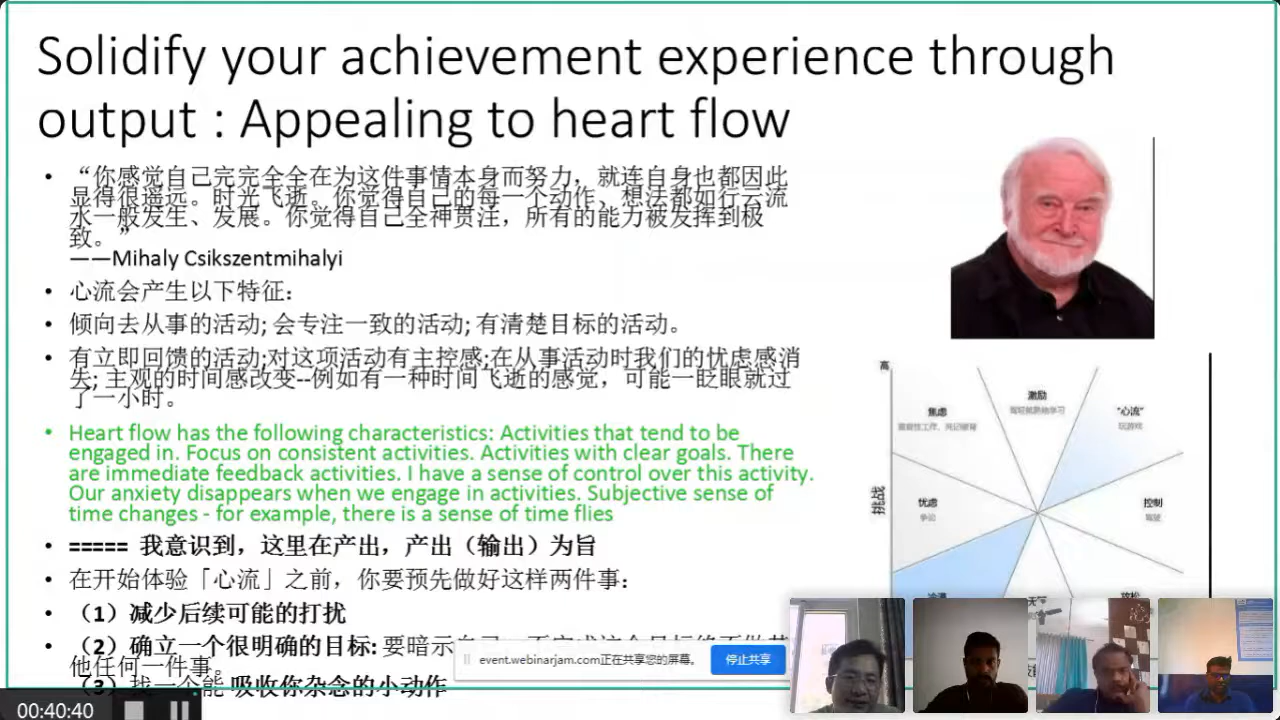 Solidify your achievement experience through
output : Appealing to heart flow
• “你感觉自己完完全全在为这件事情本身而努力，就连自身也都因此
显得很遥远。时光飞逝。你觉得自己的每一个动作、想法都如行云流
水一般发生、发展。你觉得自己全神贯注，所有的能力被发挥到极
致。”
——Mihaly Csikszentmihalyi
• 心流会产生以下特征：
• 倾向去从事的活动; 会专注一致的活动; 有清楚目标的活动。
• 有立即回馈的活动;对这项活动有主控感;在从事活动时我们的忧虑感消
失; 主观的时间感改变--例如有一种时间飞逝的感觉，可能一眨眼就过
了一小时。
• Heart flow has the following characteristics: Activities that tend to be
engaged in. Focus on consistent activities. Activities with clear goals. There
are immediate feedback activities. I have a sense of control over this activity.
Our anxiety disappears when we engage in activities. Subjective sense of
time changes - for example, there is a sense of time flies
• ===== 我意识到，这里在产出，产出（输出）为旨
• 在开始体验「心流」之前，你要预先做好这样两件事：
• （1）减少后续可能的打扰
• （2）确立一个很明确的目标: 要暗示自己
他任何一件事。
• （3）找一个能 吸收你杂念的小动作
高
激励
焦虑
“心流”
玩游戏
挑战
忧虑
争论
控制
驾驶
event.webinarjam.com正在共享您的屏幕。
停止共享
00:40:40